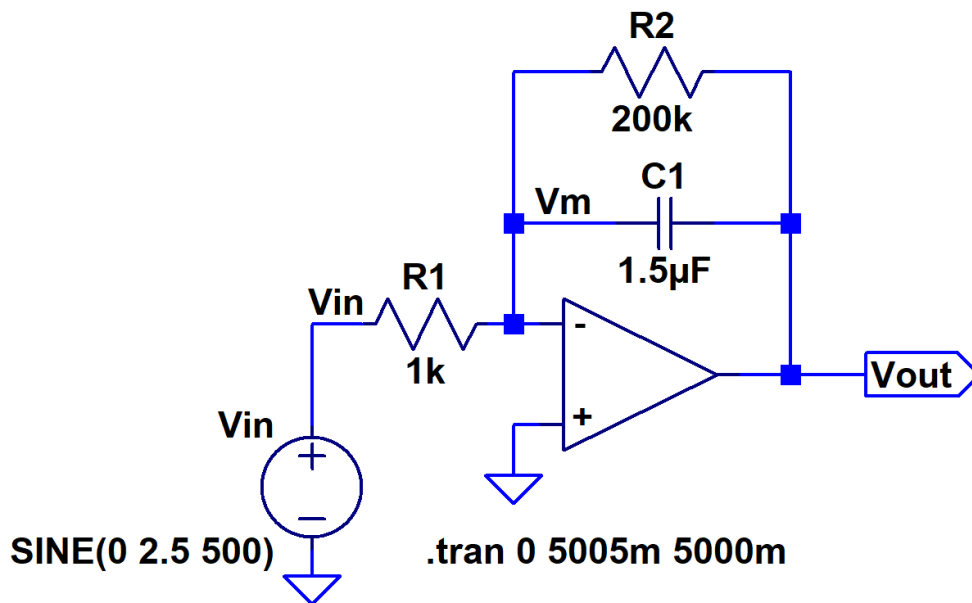 R2
200k
C1
Vm
1.5µF
R1
Vin
1k
-
+
Vout
Vin
+
−
SINE(0 2.5 500)
.tran 0 5005m 5000m